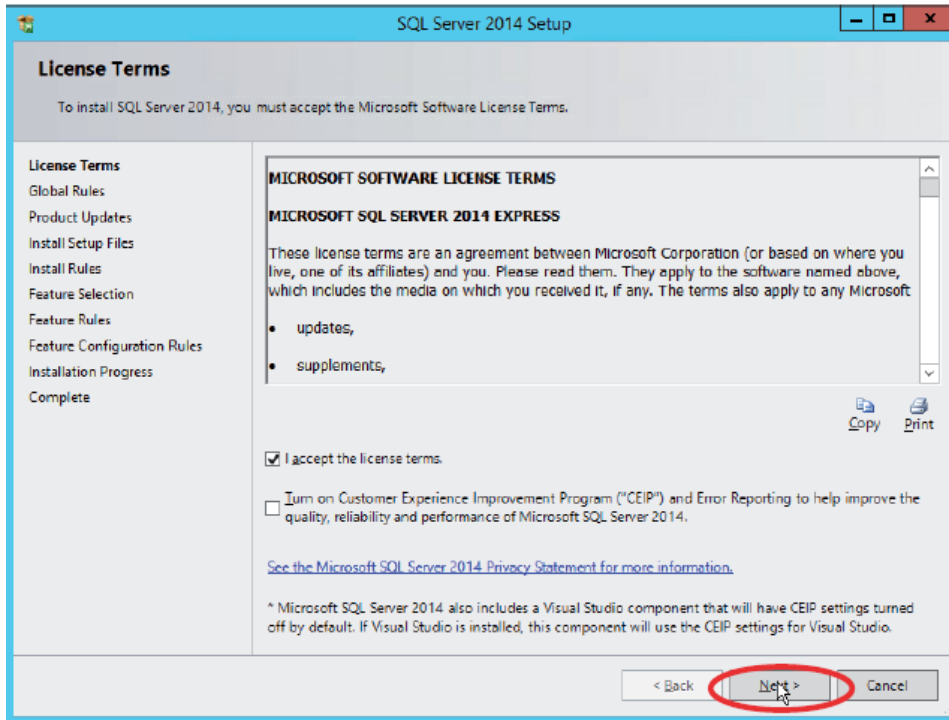 SQL Server 2014 Setup
License Terms
To install SQL Server 2014, you must accept the Microsoft Software License Terms.
License Terms
Global Rules
Product Updates
Install Setup Files
Install Rules
Feature Selection
Feature Rules
Feature Configuration Rules
Installation Progress
Complete
MICROSOFT SOFTWARE LICENSE TERMS
MICROSOFT SQL SERVER 2014 EXPRESS
These license terms are an agreement between Microsoft Corporation (or based on where you
live, one of its affiliates) and you. Please read them. They apply to the software named above,
which includes the media on which you received it, if any. The terms also apply to any Microsoft
• updates,
• supplements,
Copy Print
I accept the license terms.
Turn on Customer Experience Improvement Program ("CEIP") and Error Reporting to help improve the
quality, reliability and performance of Microsoft SQL Server 2014.
See the Microsoft SQL Server 2014 Privacy Statement for more information.
* Microsoft SQL Server 2014 also includes a Visual Studio component that will have CEIP settings turned
off by default. If Visual Studio is installed, this component will use the CEIP settings for Visual Studio.
< Back Next > Cancel